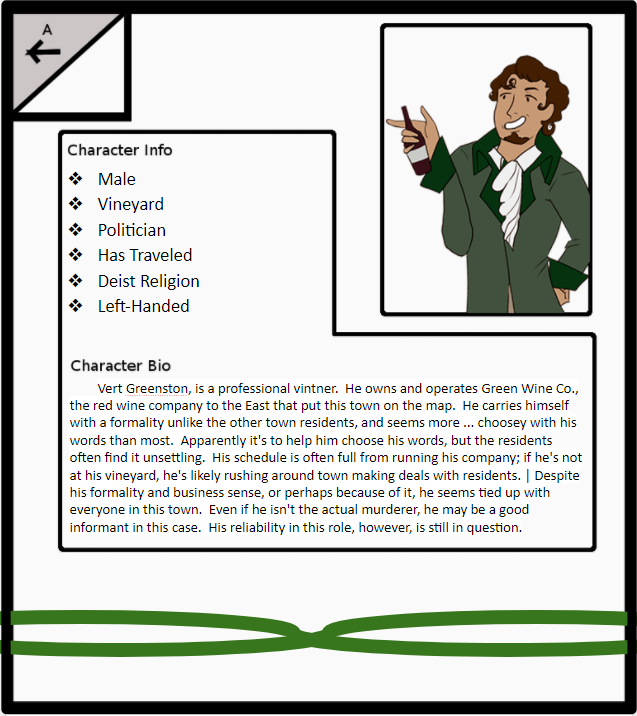 A
Character Info
❖ Male
❖ Vineyard
❖ Politician
❖ Has Traveled
❖ Deist Religion
❖ Left-Handed
Character Bio
Vert Greenston, is a professional vintner.  He owns and operates Green Wine Co.,
the red wine company to the East that put this town on the map.  He carries himself
with a formality unlike the other town residents, and seems more ... choosey with his
words than most.  Apparently it's to help him choose his words, but the residents
often find it unsettling.  His schedule is often full from running his company; if he's not
at his vineyard, he's likely rushing around town making deals with residents. | Despite
his formality and business sense, or perhaps because of it, he seems tied up with
everyone in this town.  Even if he isn't the actual murderer, he may be a good
informant in this case.  His reliability in this role, however, is still in question.